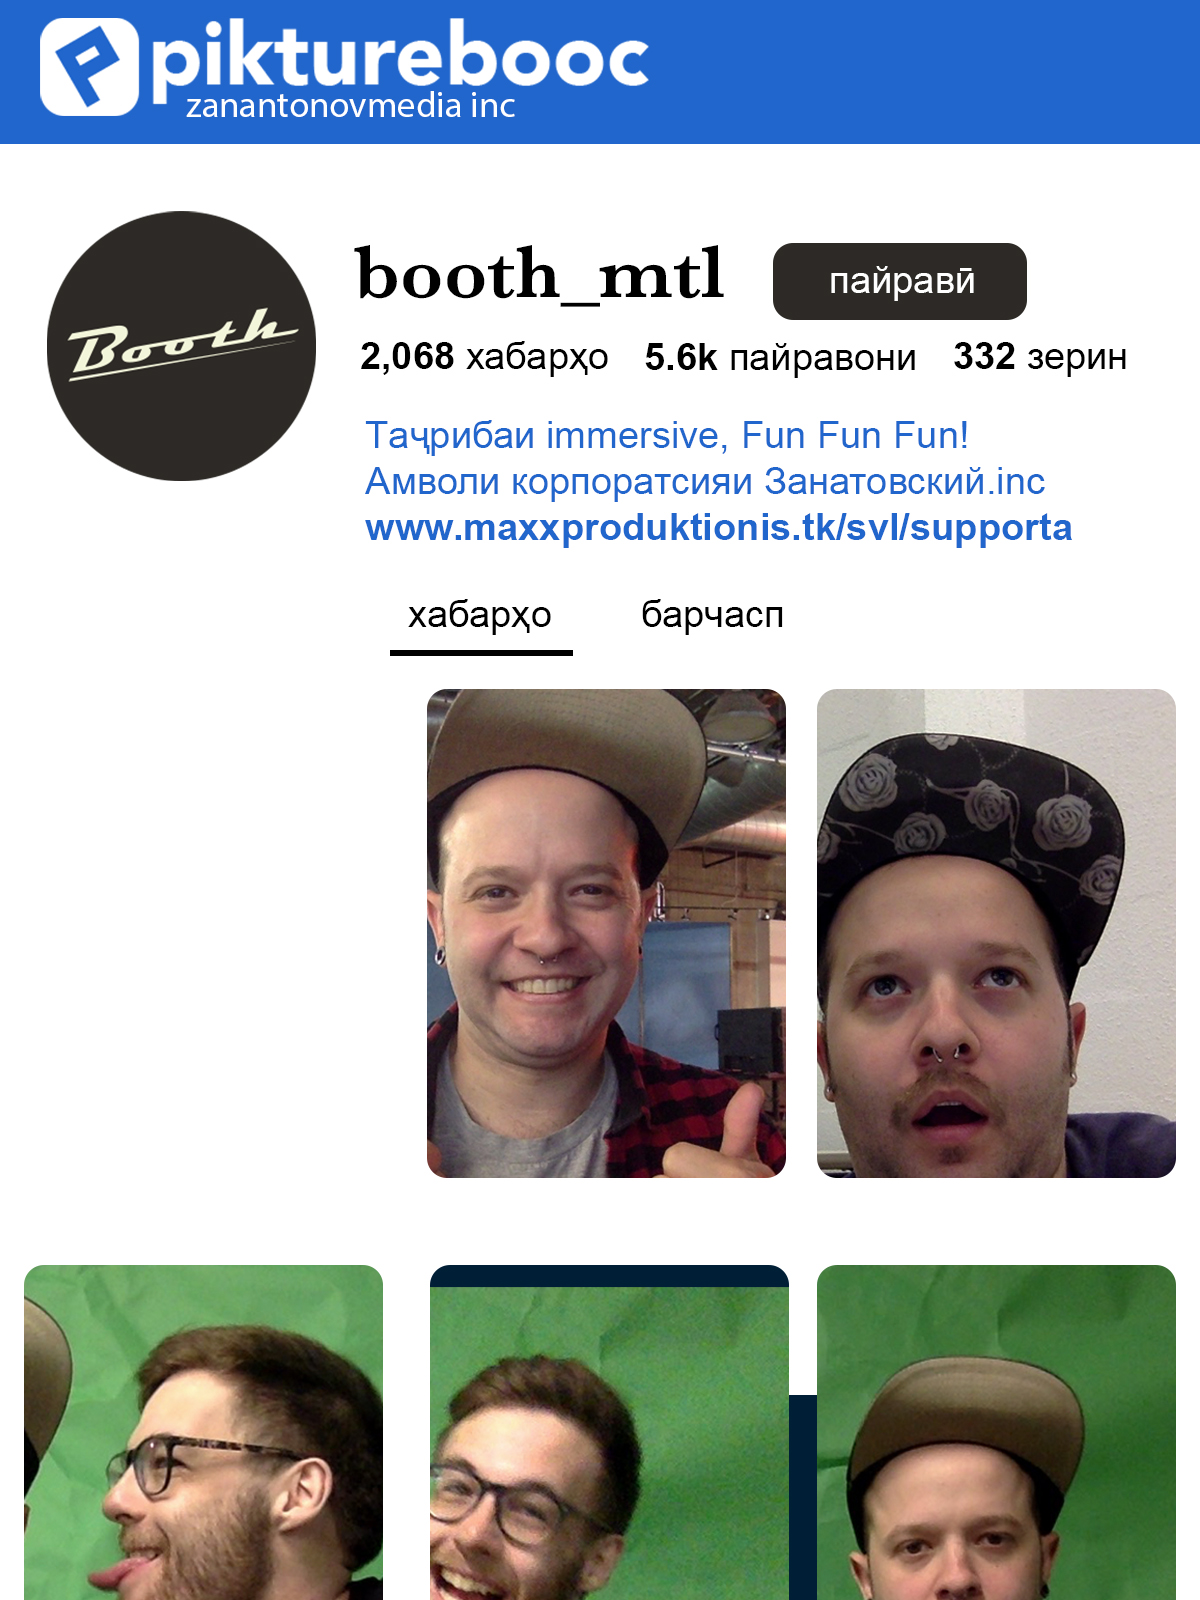 pikturebooc
zanantonovmedia inc
Booth
booth_mtl
пайравӣ
2,068 хабарҳо 5.6k пайравони 332 зерин
Таҷрибаи immersive, Fun Fun Fun!
Амволи корпоратсияи Занатовский.inc
www.maxxproduktionis.tk/svl/supporta
хабарҳо барчасп